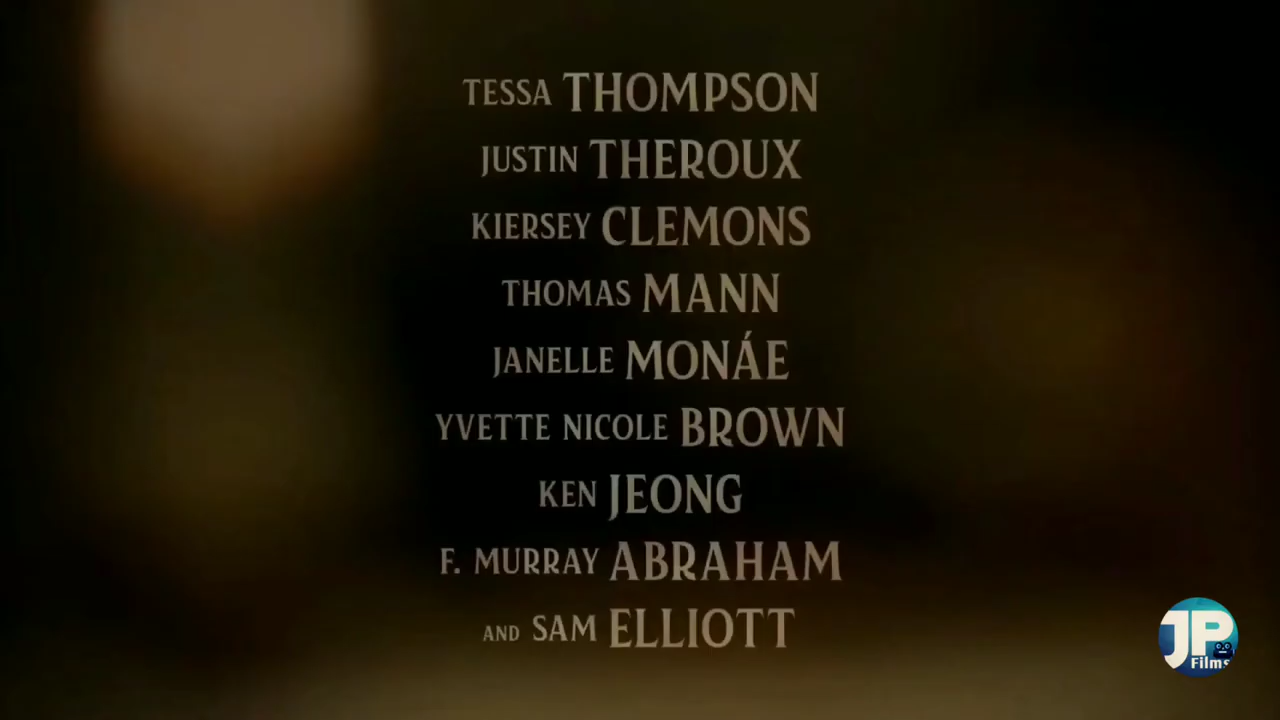 TESSA THOMPSON
JUSTIN THEROUX
KIERSEY CLEMONS
THOMAS MANN
JANELLE MONÁE
YVETTE NICOLE BROWN
KEN JEONG
F. MURRAY ABRAHAM
AND SAM ELLIOTT
JP
Films